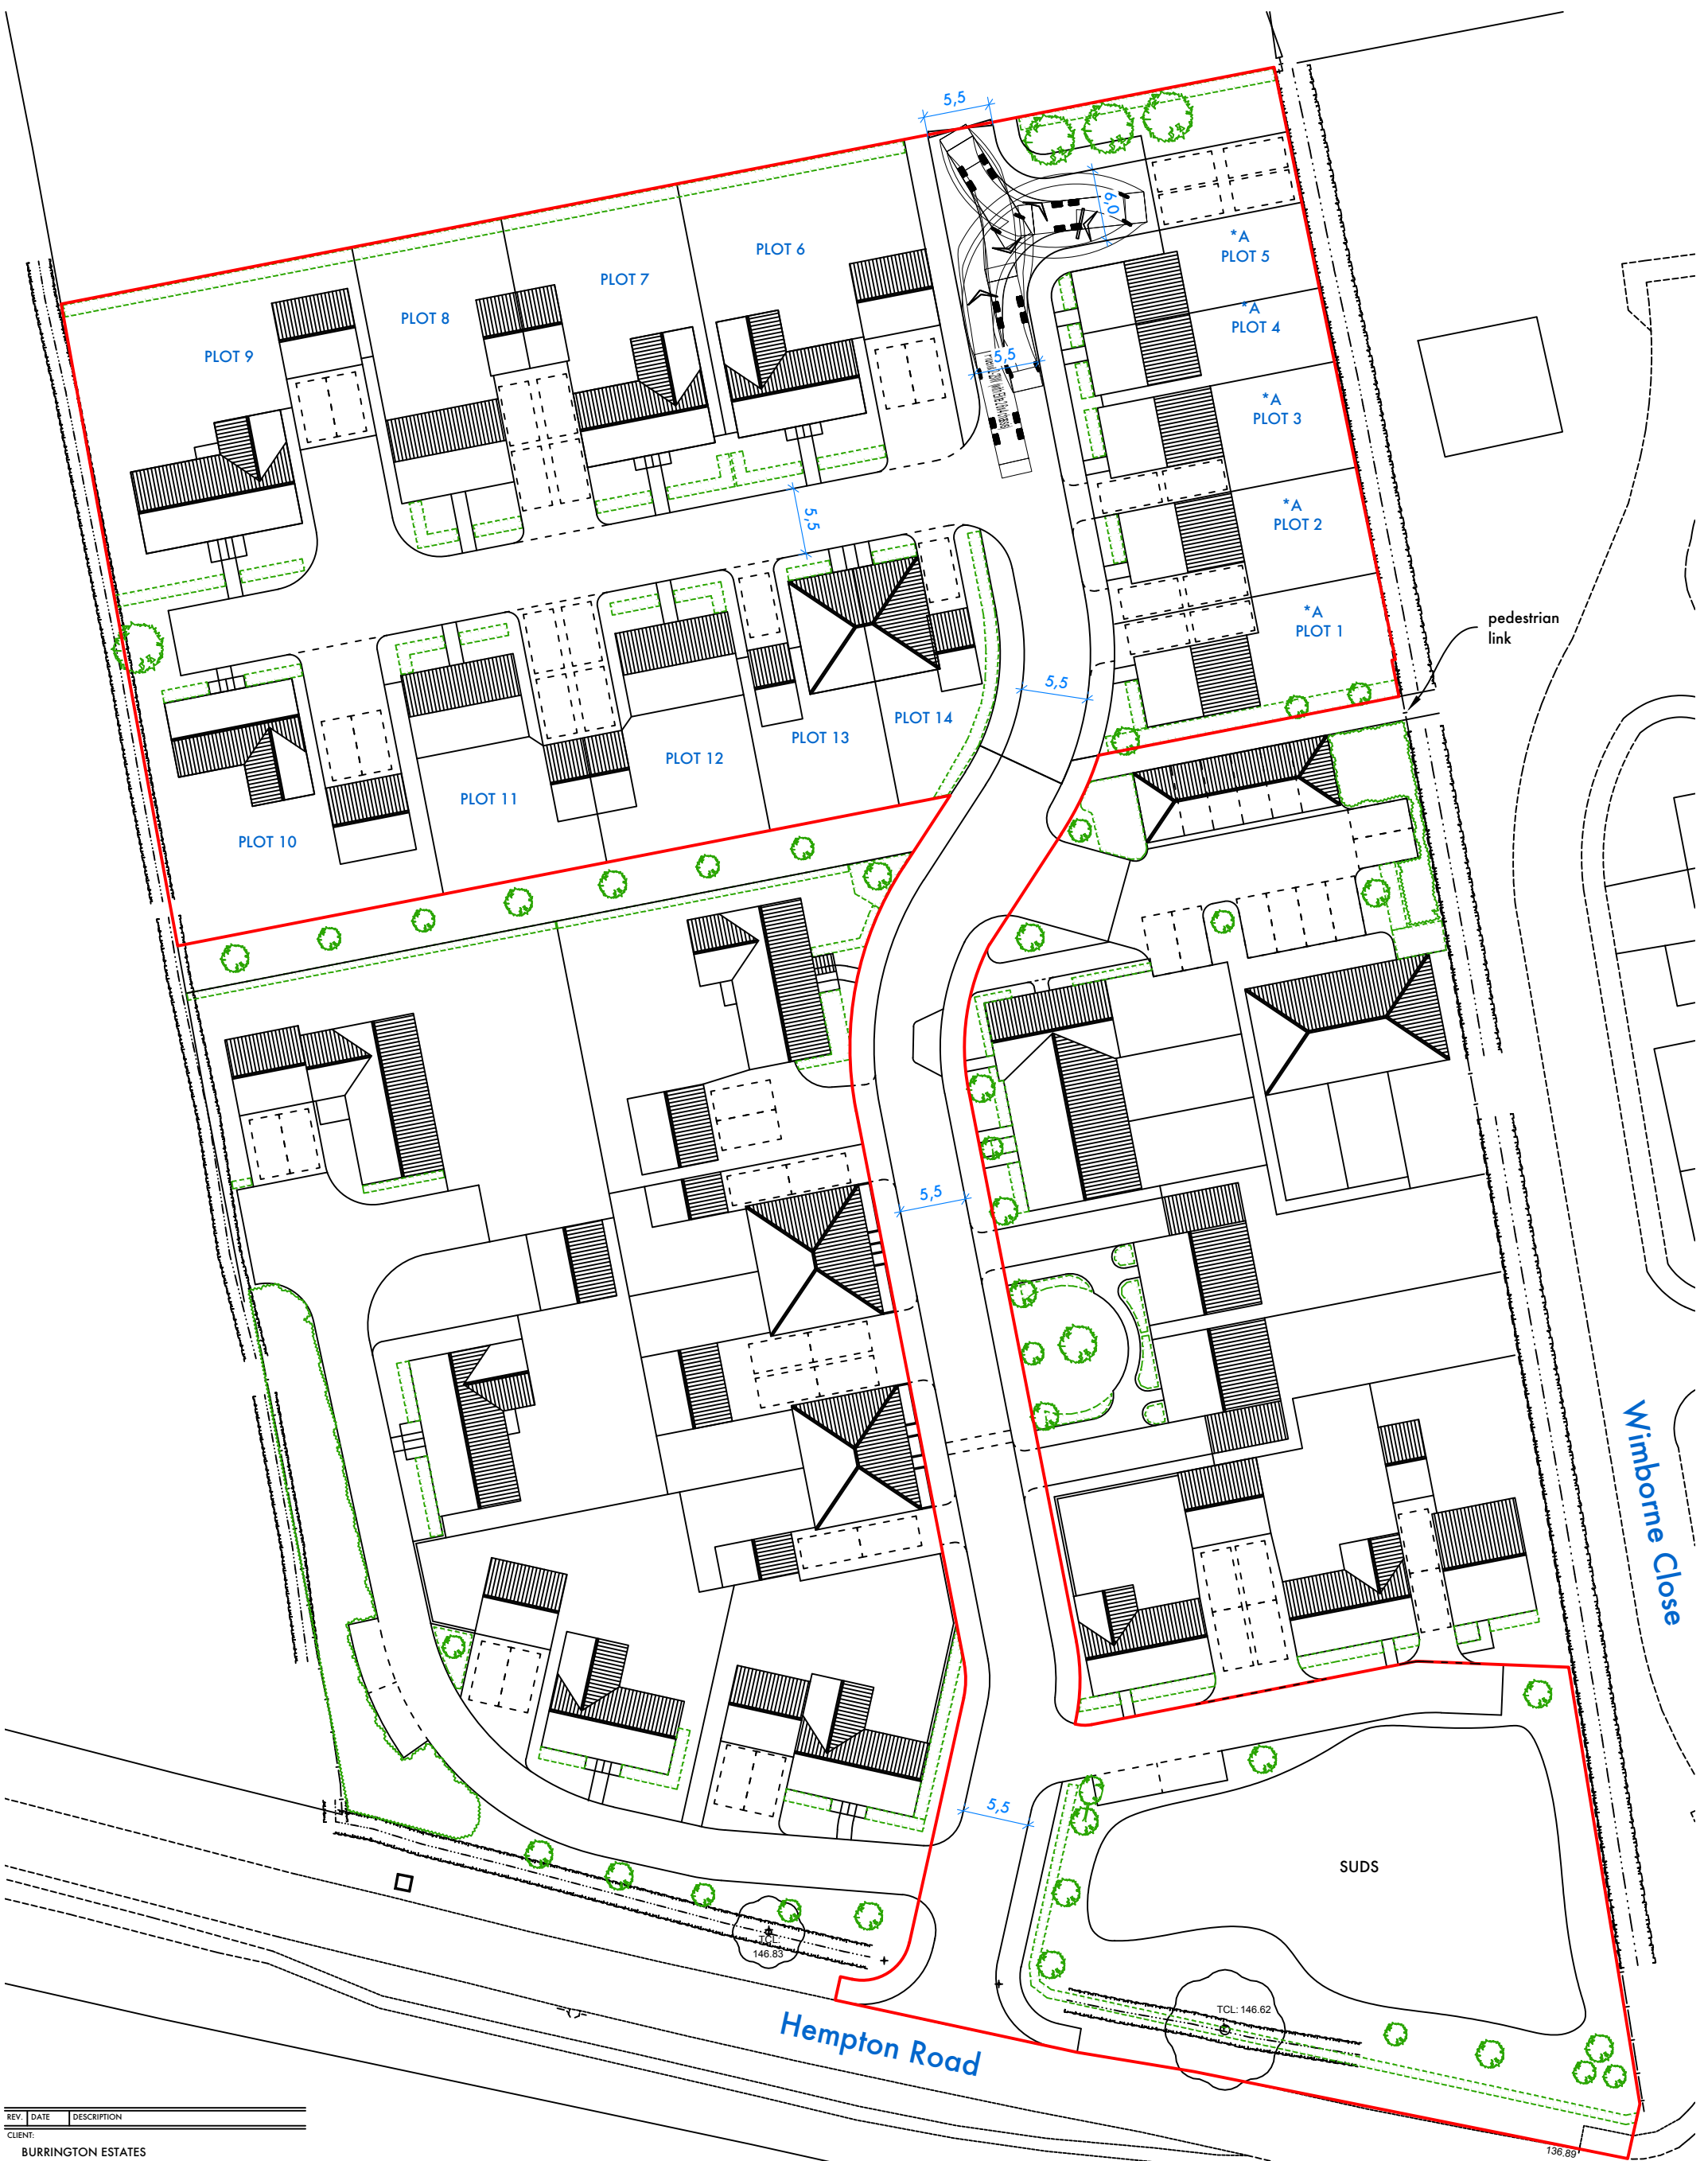 5,5
6,0
*A
PLOT 5
*A
PLOT 4
*A
PLOT 3
*A
PLOT 2
*A
PLOT 1
PLOT 6
PLOT 7
PLOT 8
PLOT 9
5,5
5,5
5,5
pedestrian
link
PLOT 14
PLOT 13
PLOT 12
PLOT 11
PLOT 10
5,5
Wimborne Close
5,5
SUDS
TCL:
146.83
TCL: 146.62
Hempton Road
136.89
REV. DATE DESCRIPTION
CLIENT:
BURRINGTON ESTATES